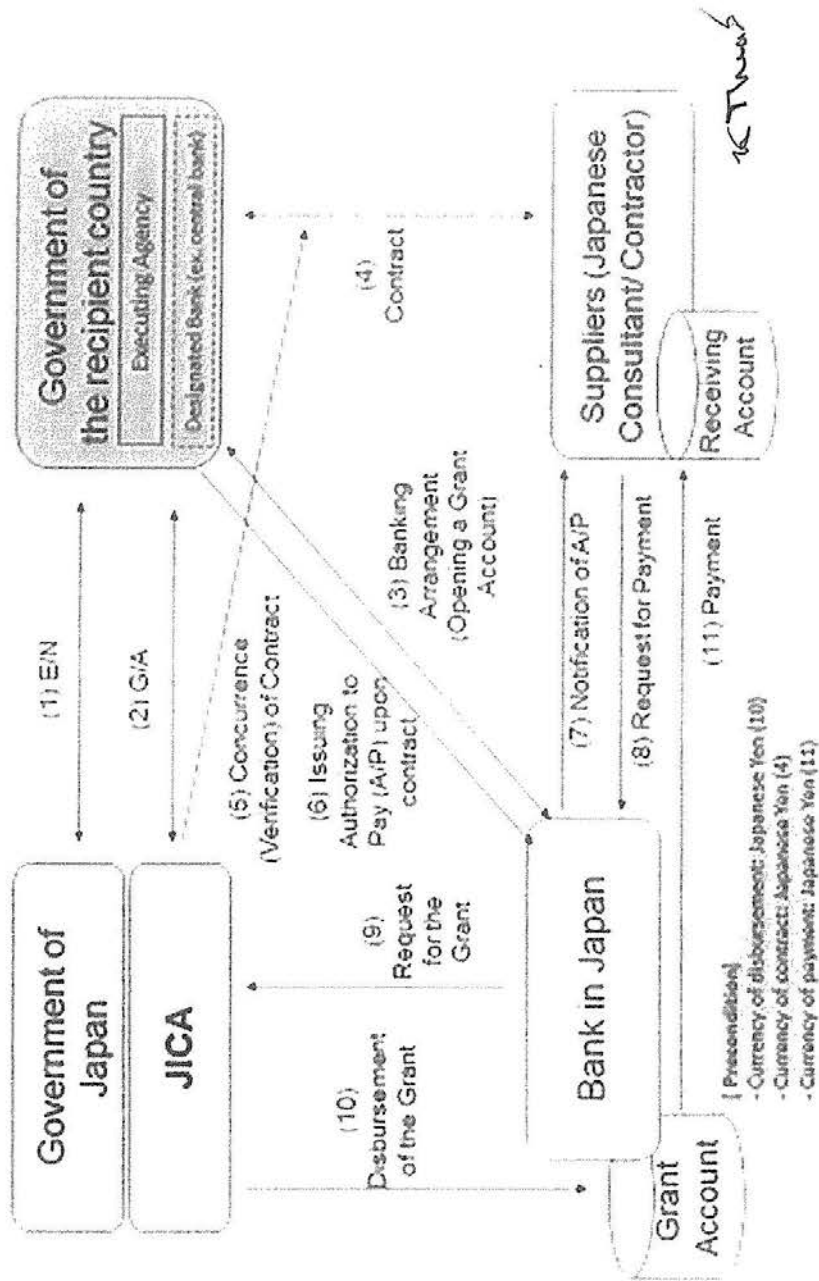 Government of
Japan
JICA
Government of
the recipient country
Executing Agency
Designated Bank (ex. central bank)
(1) E/N
(2) G/A
(5) Concurrence
(Verification) of Contract
(6) Issuing
Authorization to
Pay (A/P) upon
contract
(3) Banking
Arrangement
(Opening a Grant
Account)
(4)
Contract
(9)
Request
for the
Grant
(10)
Disbursement
of the Grant
Bank in Japan
Grant
Account
(7) Notification of A/P
(8) Request for Payment
(11) Payment
Suppliers (Japanese
Consultant/ Contractor)
Receiving
Account
[ Precondition]
- Currency of disbursement: Japanese Yen (10)
- Currency of contract: Japanese Yen (4)
- Currency of payment: Japanese Yen (11)